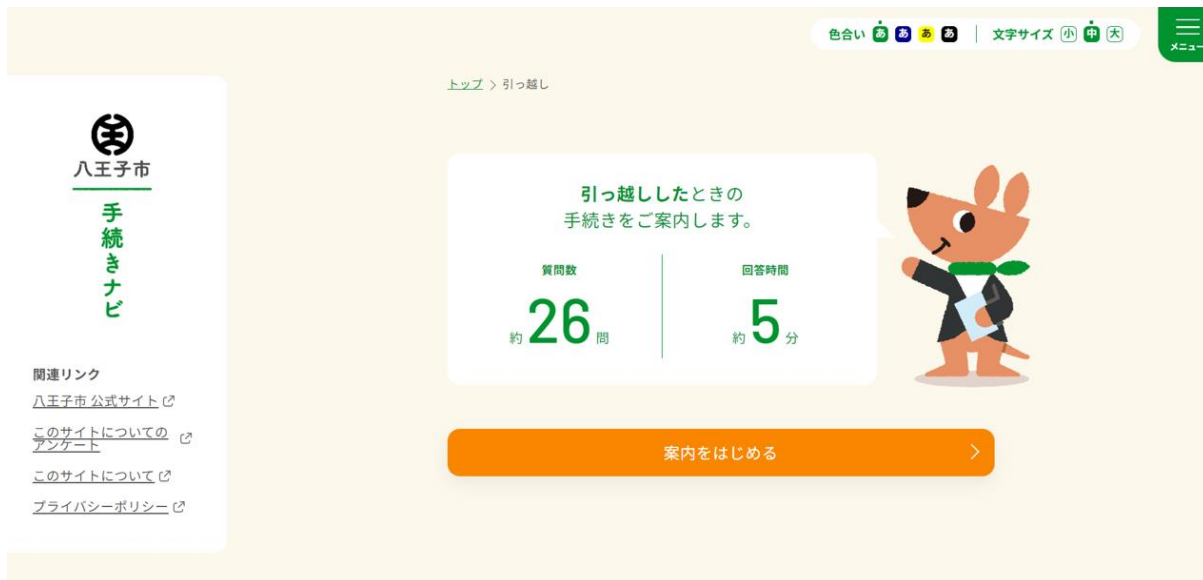 色合い あ あ あ あ 文字サイズ 小 中 大
メニュー
トップ > 引っ越し
八王子市
手続きナビ
関連リンク
八王子市 公式サイト
このサイトについての
アンケート
このサイトについて
プライバシーポリシー
引っ越ししたときの
手続きをご案内します。
質問数
約26問
回答時間
約5分
案内をはじめる